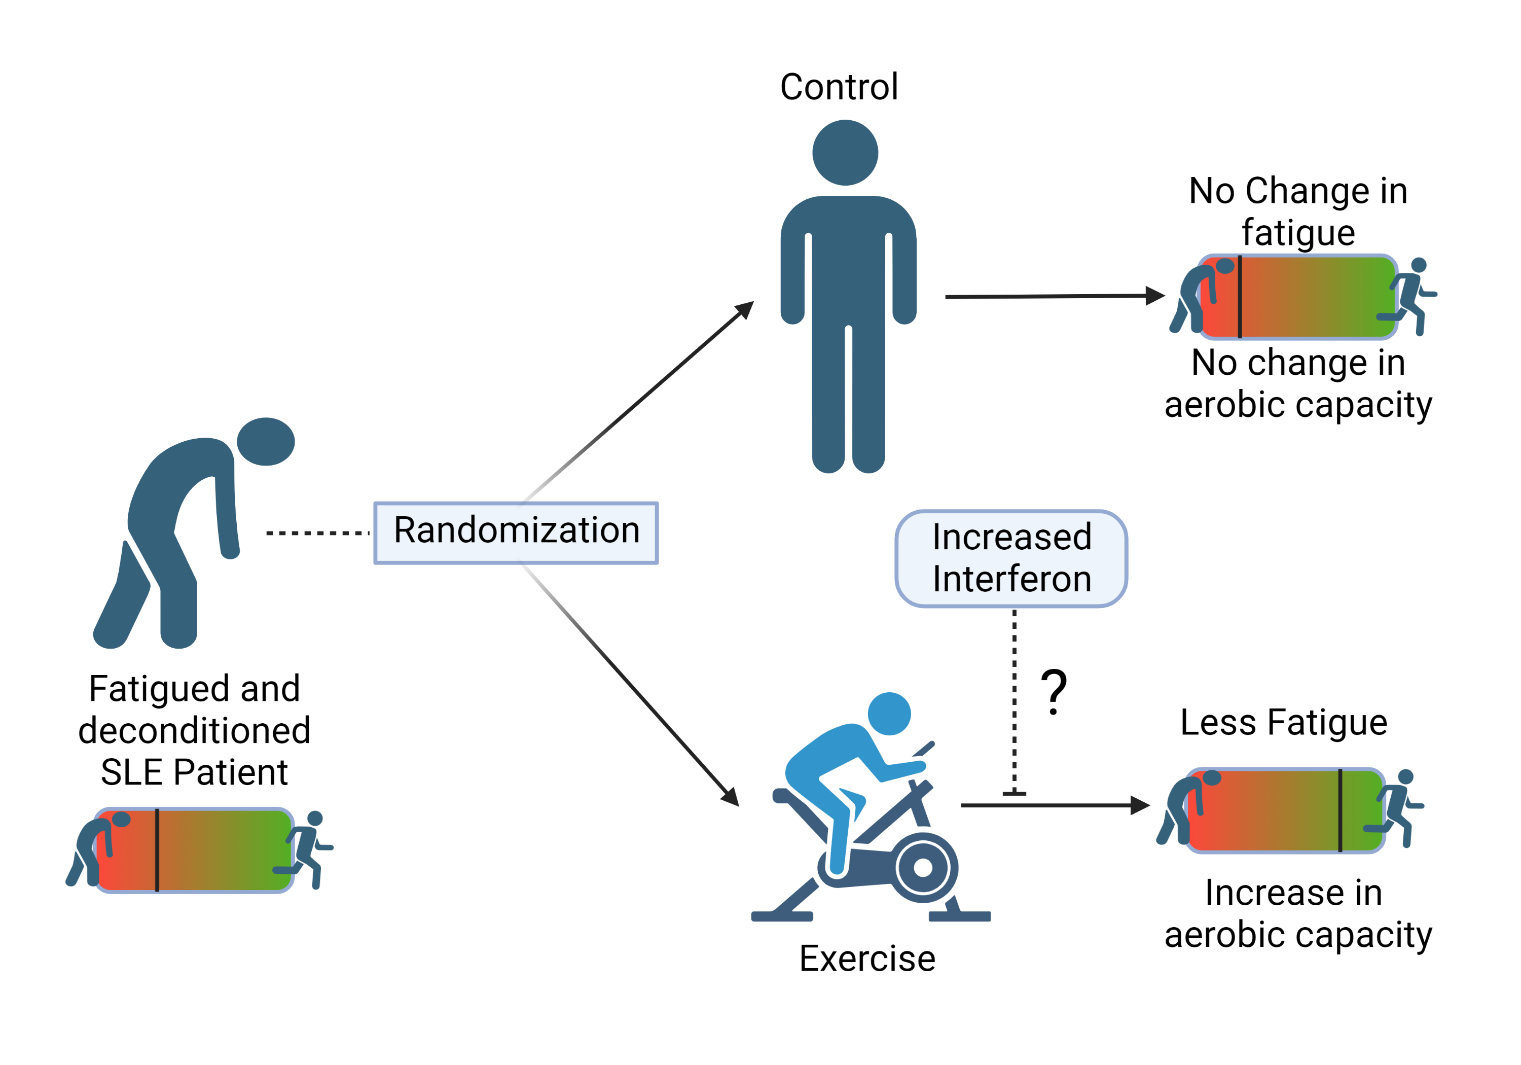 Control
No Change in
fatigue
No change in
aerobic capacity
Randomization
Increased
Interferon
?
Fatigued and
deconditioned
SLE Patient
Less Fatigue
Increase in
aerobic capacity
Exercise